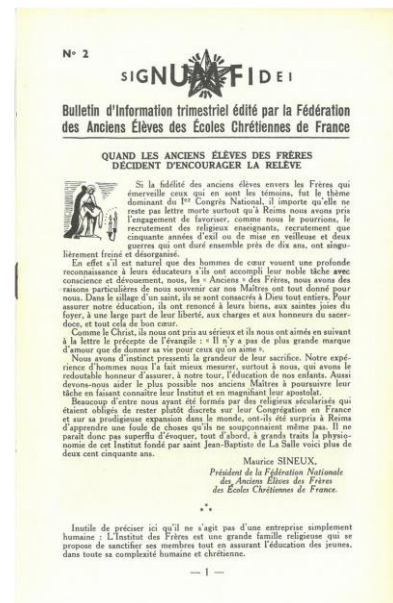 N° 2
SIGNUM FIDEI
Bulletin d'Information trimestriel édité par la Fédération
des Anciens Élèves des Écoles Chrétiennes de France
QUAND LES ANCIENS ÉLÈVES DES FRÈRES
DÉCIDENT D'ENCOURAGER LA RELÈVE
Si la fidélité des anciens élèves envers les Frères qui
émerveille ceux qui en sont les témoins, fut le thème
dominant du Ier Congrès National, il importe qu'elle ne
reste pas lettre morte surtout qu'à Reims nous avons pris
l'engagement de favoriser, comme nous le pourrions, le
recrutement des religieux enseignants, recrutement que
cinquante années d'exil ou de mise en veilleuse et deux
guerres qui ont duré ensemble près de dix ans, ont singu-
lièrement freiné et désorganisé.
En effet s'il est naturel que des hommes de cœur vouent une profonde
reconnaissance à leurs éducateurs s'ils ont accompli leur noble tâche avec
conscience et dévouement, nous, les « Anciens » des Frères, nous avons des
raisons particulières de nous souvenir car nos Maîtres ont tout donné pour
nous. Dans le sillage d'un saint, ils se sont consacrés à Dieu tout entiers. Pour
assurer notre éducation, ils ont renoncé à leurs biens, aux saintes joies du
foyer, à une large part de leur liberté, aux charges et aux honneurs du sacer-
doce, et tout cela de bon cœur.
Comme le Christ, ils nous ont pris au sérieux et ils nous ont aimés en suivant
à la lettre le précepte de l'évangile : « Il n'y a pas de plus grande marque
d'amour que de donner sa vie pour ceux qu'on aime ».
Nous avons d'instinct pressenti la grandeur de leur sacrifice. Notre expé-
rience d'hommes nous l'a fait mieux mesurer, surtout à nous, qui avons le
redoutable honneur d'assurer, à notre tour, l'éducation de nos enfants. Aussi
devons-nous aider le plus possible nos anciens Maîtres à poursuivre leur
tâche en faisant connaître leur Institut et en magnifiant leur apostolat.
Beaucoup d'entre nous ayant été formés par des religieux sécularisés qui
étaient obligés de rester plutôt discrets sur leur Congrégation en France
et sur sa prodigieuse expansion dans le monde, ont-ils été surpris à Reims
d'apprendre une foule de choses qu'ils ne soupçonnaient même pas. Il ne
paraît donc pas superflu d'évoquer, tout d'abord, à grands traits la physio-
nomie de cet Institut fondé par saint Jean-Baptiste de La Salle voici plus de
deux cent cinquante ans.
Maurice SINEUX,
Président de la Fédération Nationale
des Anciens Élèves des Frères
des Écoles Chrétiennes de France.
* * *
Inutile de préciser ici qu'il ne s'agit pas d'une entreprise simplement
humaine : L'Institut des Frères est une grande famille religieuse qui se
propose de sanctifier ses membres tout en assurant l'éducation des jeunes,
dans toute sa complexité humaine et chrétienne.
— 1 —